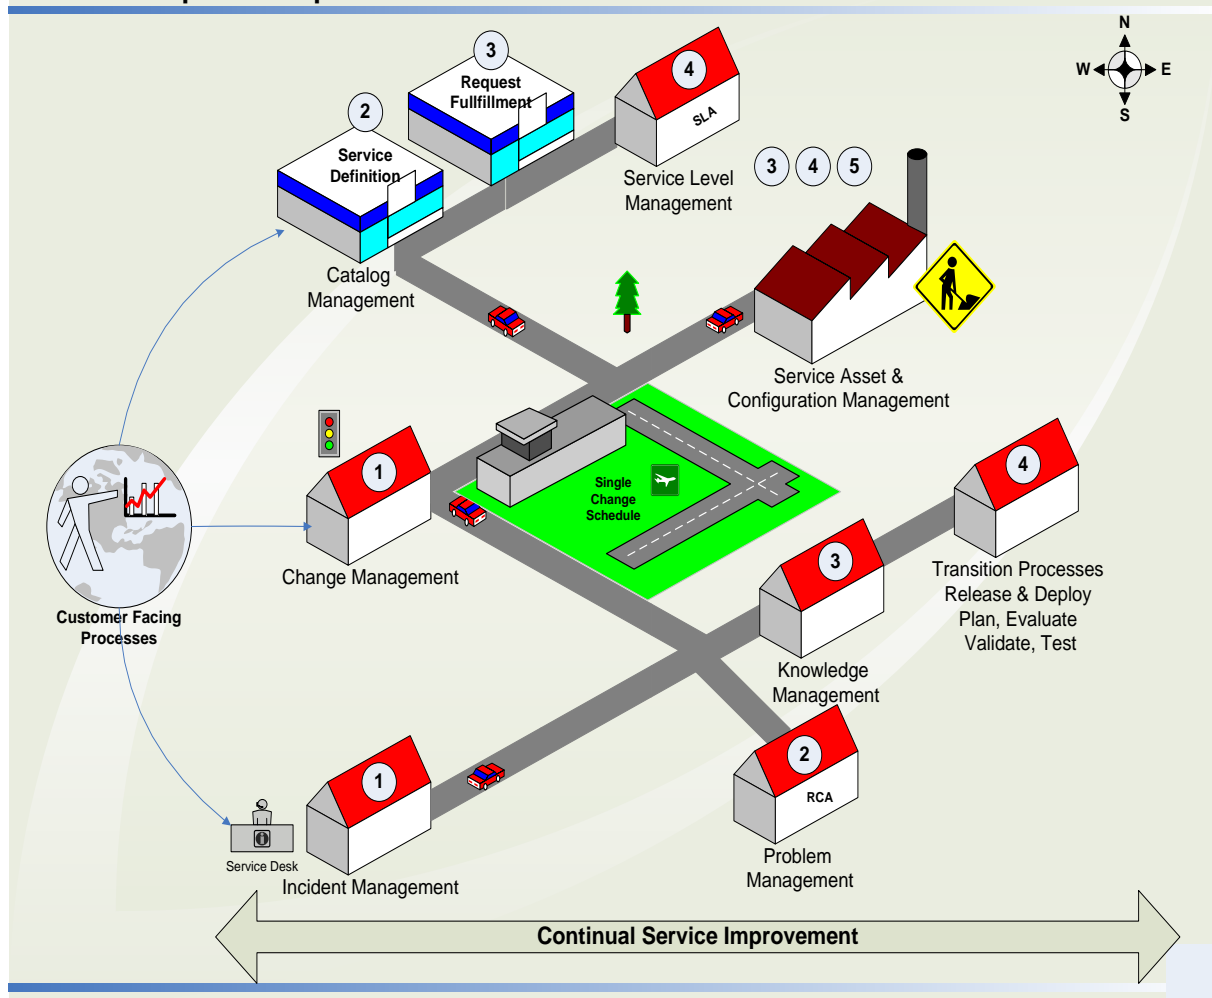 N
W
E
S
3
Request
Fullfillment
4
SLA
2
Service
Definition
Service Level
Management
3
4
5
Catalog
Management
Service Asset &
Configuration Management
1
Change Management
Single
Change
Schedule
4
Transition Processes
Release & Deploy
Plan, Evaluate
Validate, Test
3
Knowledge
Management
Customer Facing
Processes
2
RCA
Problem
Management
1
Incident Management
Service Desk
Continual Service Improvement